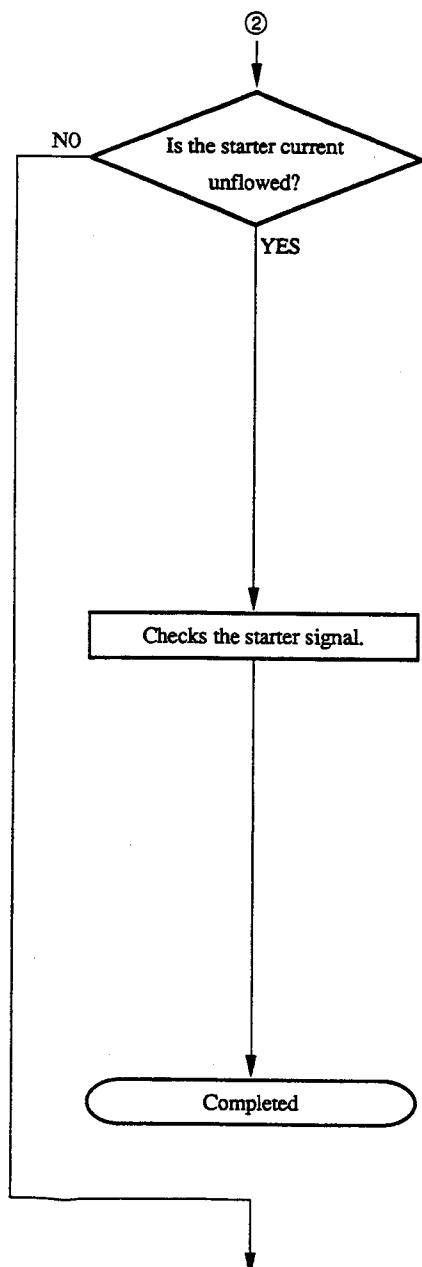 ②
NO
Is the starter current
unflowed?
YES
Checks the starter signal.
Completed